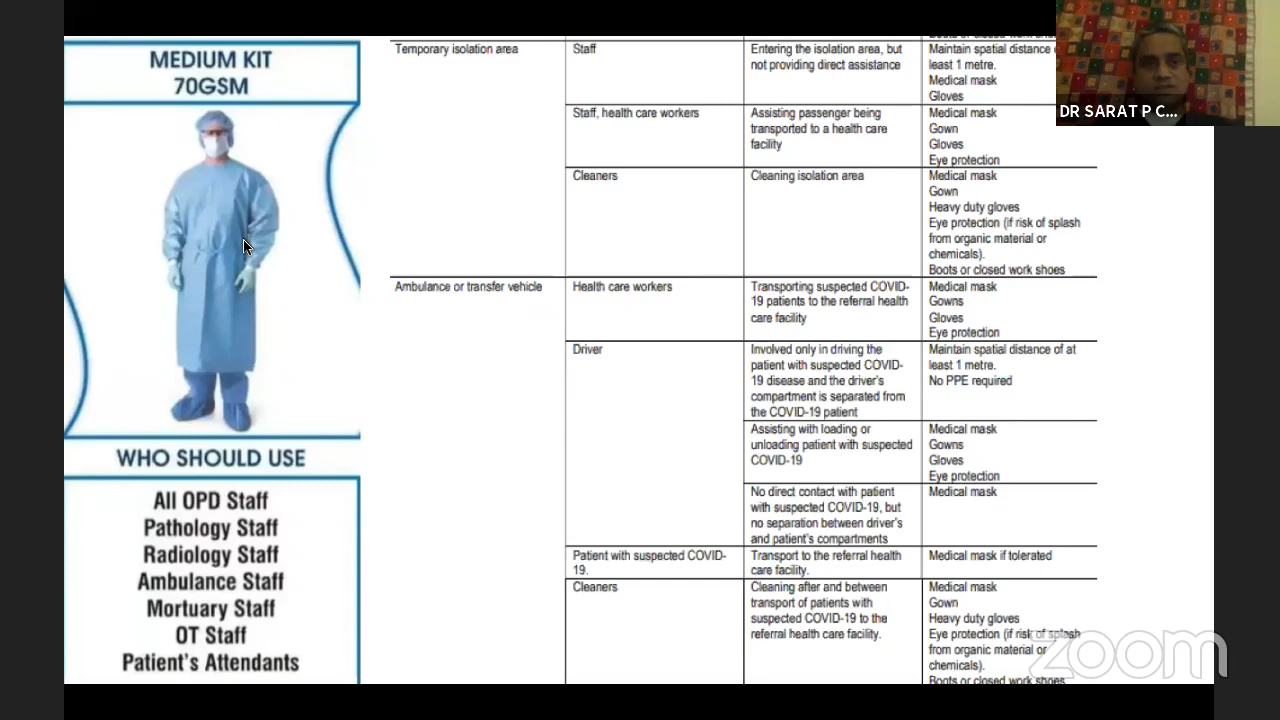 MEDIUM KIT
70GSM
WHO SHOULD USE
All OPD Staff
Pathology Staff
Radiology Staff
Ambulance Staff
Mortuary Staff
OT Staff
Patient's Attendants
Temporary isolation area
Staff
Entering the isolation area, but
not providing direct assistance
Maintain spatial distance
least 1 metre.
Medical mask
Gloves
Staff, health care workers
Assisting passenger being
transported to a health care
facility
Medical mask
Gown
Gloves
Eye protection
Cleaners
Cleaning isolation area
Medical mask
Gown
Heavy duty gloves
Eye protection (if risk of splash
from organic material or
chemicals).
Boots or closed work shoes
Ambulance or transfer vehicle
Health care workers
Transporting suspected COVID-
19 patients to the referral health
care facility
Medical mask
Gowns
Gloves
Eye protection
Driver
Involved only in driving the
patient with suspected COVID-
19 disease and the driver's
compartment is separated from
the COVID-19 patient
Maintain spatial distance of at
least 1 metre.
No PPE required
Assisting with loading or
unloading patient with suspected
COVID-19
Medical mask
Gowns
Gloves
Eye protection
No direct contact with patient
with suspected COVID-19, but
no separation between driver's
and patient's compartments
Medical mask
Patient with suspected COVID-
19.
Transport to the referral health
care facility.
Medical mask if tolerated
Cleaners
Cleaning after and between
transport of patients with
suspected COVID-19 to the
referral health care facility.
Medical mask
Gown
Heavy duty gloves
Eye protection (if risk of splash
from organic material or
chemicals).
Boots or closed work shoes
DR SARAT P C...
zoom